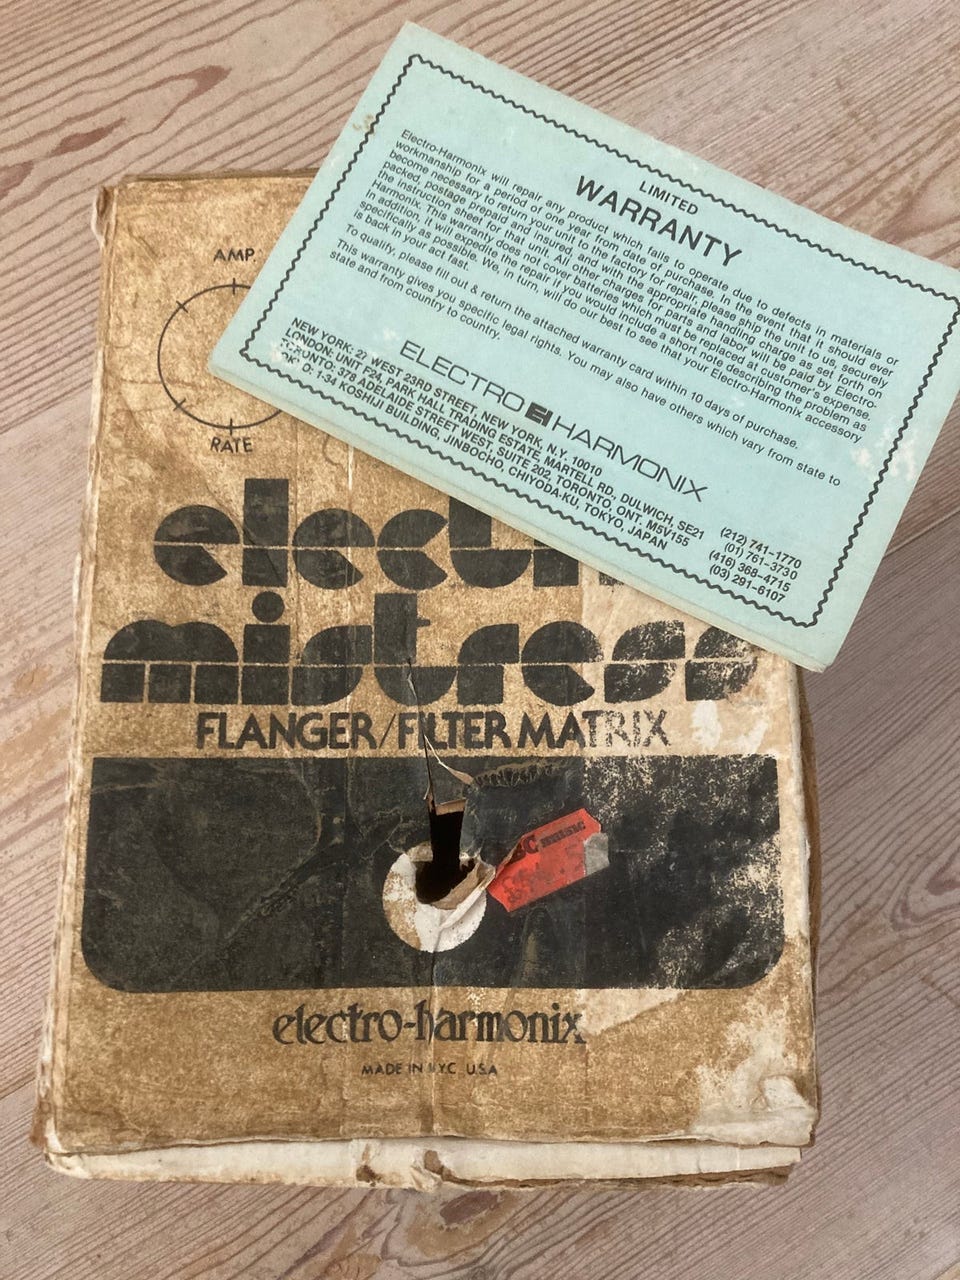 LIMITED
WARRANTY
Electro-Harmonix will repair any product which fails to operate due to defects in materials or
workmanship for a period of one year from date of purchase. In the event that it should ever
become necessary to return your unit to the factory for repair, please ship the unit to us, securely
packed, postage prepaid and insured, and with the appropriate handling charge as set forth on
the instruction sheet for that unit. All other charges for parts and labor will be paid by Electro-
Harmonix. This warranty does not cover batteries which must be replaced at customer's expense.
In addition, it will expedite the repair if you would include a short note describing the problem as
specifically as possible. We, in turn, will do our best to see that your Electro-Harmonix accessory
is back in your act fast.
To qualify, please fill out & return the attached warranty card within 10 days of purchase.
This warranty gives you specific legal rights. You may also have others which vary from state to
state and from country to country.
ELECTRO HARMONIX
NEW YORK: 27 WEST 23RD STREET, NEW YORK, N.Y. 10010 (212) 741-1770
LONDON: UNIT F24, PARK HALL TRADING ESTATE, MARTELL RD., DULWICH, SE21 (01) 761-3730
TORONTO: 378 ADELAIDE STREET WEST, SUITE 202, TORONTO, ONT. M5V155 (416) 368-4715
D: 1-34 KOSHIJI BUILDING, JINBOCHO, CHIYODA-KU, TOKYO, JAPAN (03) 291-6107
AMP.
RATE
elect
mistress
FLANGER/FILTER MATRIX
music
electro-harmonix
MADE IN N.Y.C. U.S.A